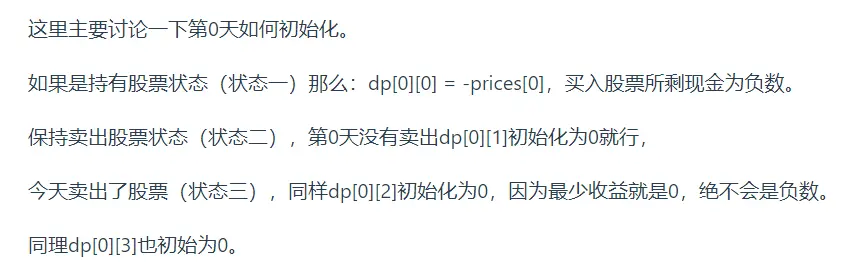 这里主要讨论一下第0天如何初始化。
如果是持有股票状态（状态一）那么：dp[0][0] = -prices[0]，买入股票所剩现金为负数。
保持卖出股票状态（状态二），第0天没有卖出dp[0][1]初始化为0就行，
今天卖出了股票（状态三），同样dp[0][2]初始化为0，因为最少收益就是0，绝不会是负数。
同理dp[0][3]也初始为0。